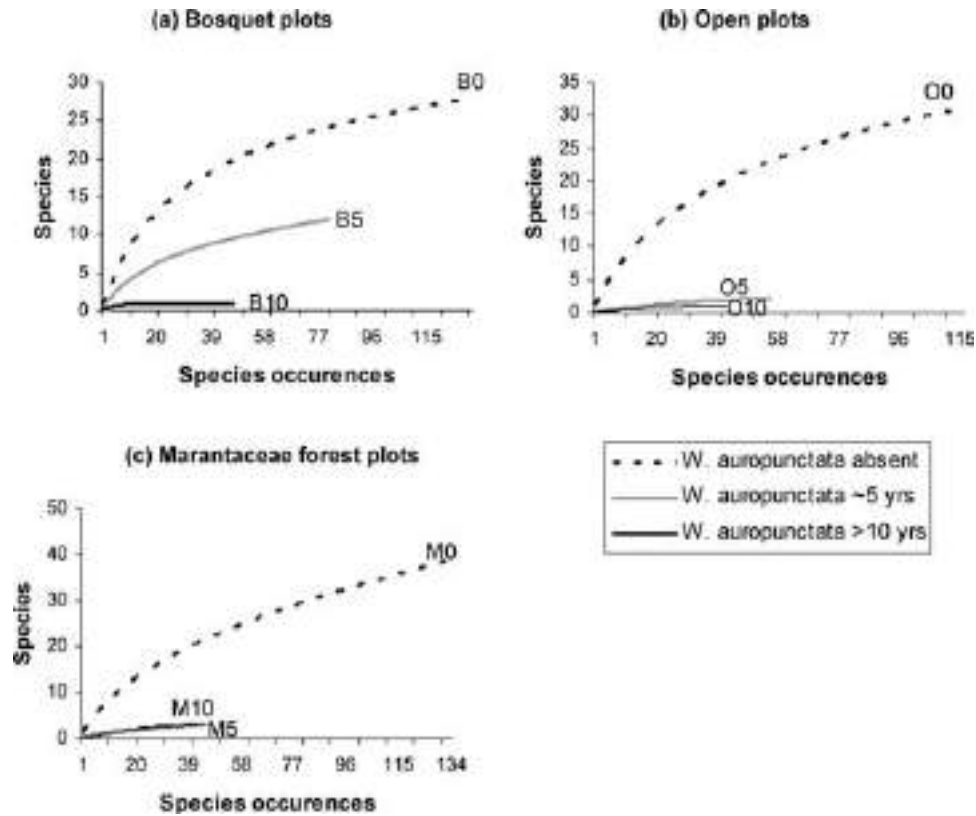 (a) Bosquet plots
30
25
20
15
10
5
0
Species
B0
B5
B10
1 20 39 58 77 96 115
Species occurences
(b) Open plots
35
30
25
20
15
10
5
0
Species
O0
O5
O10
1 20 39 58 77 96 115
Species occurences
(c) Marantaceae forest plots
50
40
30
20
10
0
Species
M0
M10
M5
1 20 39 58 77 96 115 134
Species occurences
W. auropunctata absent
W. auropunctata ~5 yrs
W. auropunctata >10 yrs